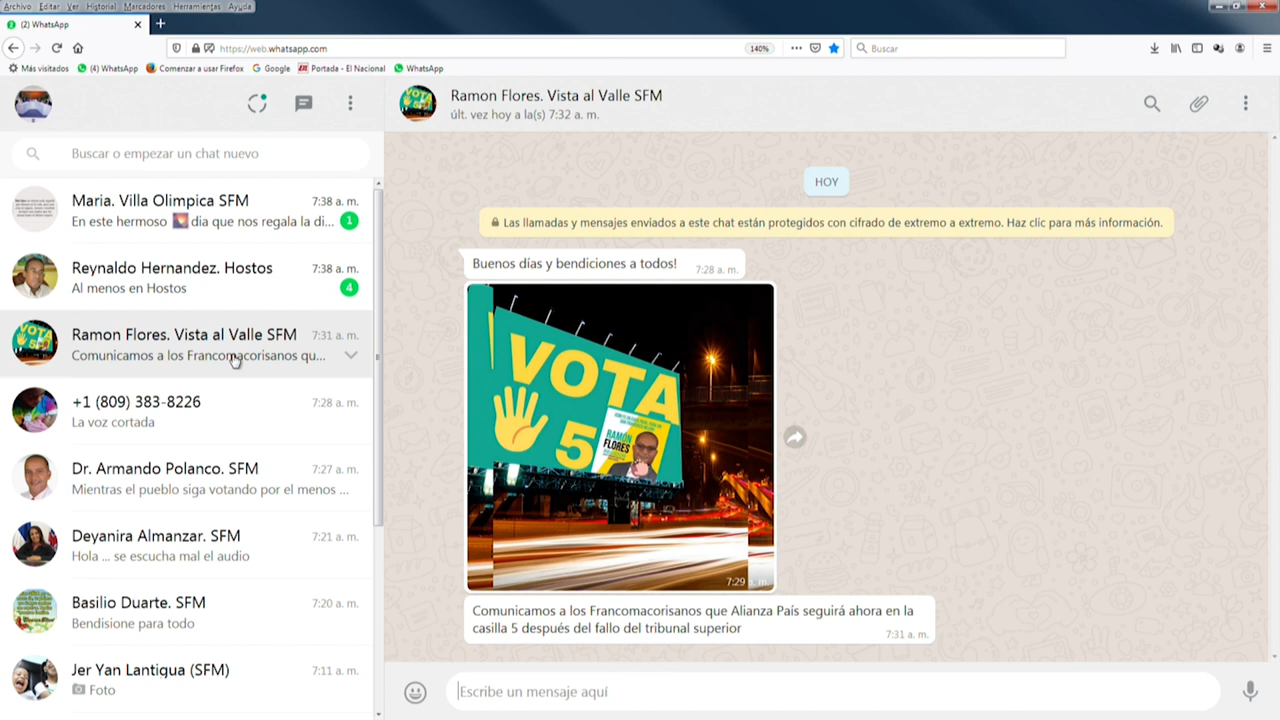 Archivo Editar Ver Historial Marcadores Herramientas Ayuda
(2) WhatsApp
https://web.whatsapp.com
140%
Buscar
Más visitados
(4) WhatsApp
Comenzar a usar Firefox
Google
Portada - El Nacional
WhatsApp
Buscar o empezar un chat nuevo
Maria. Villa Olimpica SFM
7:38 a. m.
En este hermoso dia que nos regala la di...
1
Reynaldo Hernandez. Hostos
7:38 a. m.
Al menos en Hostos
4
Ramon Flores. Vista al Valle SFM
7:31 a. m.
Comunicamos a los Francomacorisanos qu...
+1 (809) 383-8226
7:28 a. m.
La voz cortada
Dr. Armando Polanco. SFM
7:27 a. m.
Mientras el pueblo siga votando por el menos ...
Deyanira Almanzar. SFM
7:21 a. m.
Hola ... se escucha mal el audio
Basilio Duarte. SFM
7:20 a. m.
Bendisione para todo
Jer Yan Lantigua (SFM)
7:11 a. m.
Foto
Ramon Flores. Vista al Valle SFM
últ. vez hoy a la(s) 7:32 a. m.
HOY
Las llamadas y mensajes enviados a este chat están protegidos con cifrado de extremo a extremo. Haz clic para más información.
Buenos días y bendiciones a todos!
7:28 a. m.
VOTA
5
RAMÓN
FLORES
7:29 a. m.
Comunicamos a los Francomacorisanos que Alianza País seguirá ahora en la
casilla 5 después del fallo del tribunal superior
7:31 a. m.
Escribe un mensaje aquí